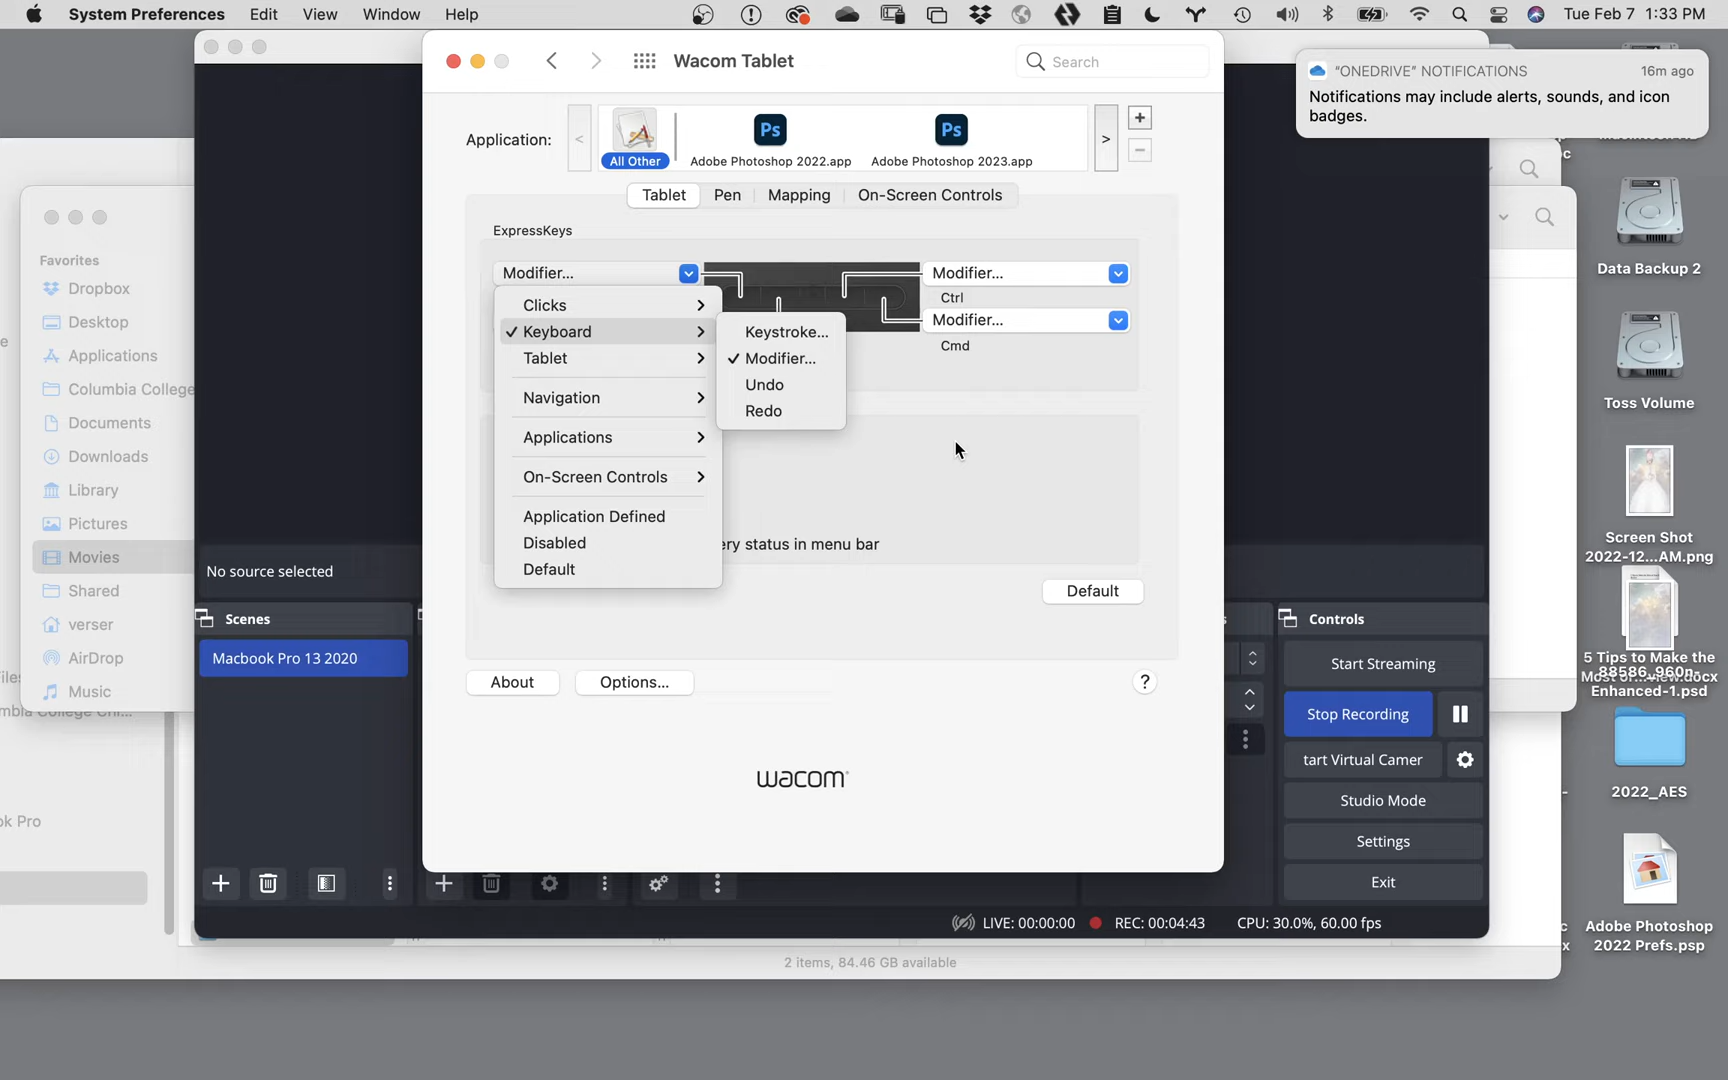 System Preferences Edit View Window Help
Tue Feb 7 1:33 PM
Wacom Tablet
Search
"ONEDRIVE" NOTIFICATIONS 16m ago
Notifications may include alerts, sounds, and icon
badges.
Application:
All Other
Adobe Photoshop 2022.app
Adobe Photoshop 2023.app
Tablet Pen Mapping On-Screen Controls
ExpressKeys
Modifier...
Modifier...
Ctrl
Modifier...
Cmd
Clicks
Keyboard
Tablet
Navigation
Applications
On-Screen Controls
Application Defined
Disabled
Default
Keystroke...
Modifier...
Undo
Redo
ery status in menu bar
Default
About
Options...
?
wacom
Favorites
Dropbox
Desktop
Applications
Columbia College
Documents
Downloads
Library
Pictures
Movies
Shared
verser
AirDrop
Music
ok Pro
No source selected
Scenes
Macbook Pro 13 2020
Controls
Start Streaming
Stop Recording
tart Virtual Camer
Studio Mode
Settings
Exit
LIVE: 00:00:00 REC: 00:04:43 CPU: 30.0%, 60.00 fps
2 items, 84.46 GB available
Data Backup 2
Toss Volume
Screen Shot
2022-12...AM.png
5 Tips to Make the
Enhanced-1.psd
2022_AES
Adobe Photoshop
2022 Prefs.psp